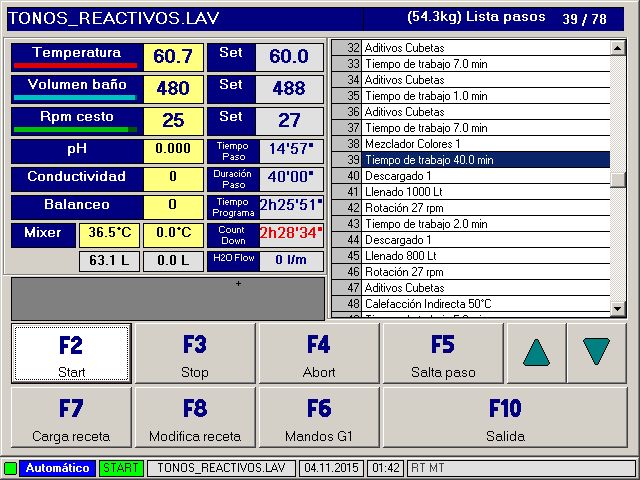 TONOS_REACTIVOS.LAV (54.3kg) Lista pasos 39 / 78
Temperatura 60.7 Set 60.0
Volumen baño 480 Set 488
Rpm cesto 25 Set 27
pH 0.000 Tiempo Paso 14'57"
Conductividad 0 Duración Paso 40'00"
Balanceo 0 Tiempo Programa 2h25'51"
Mixer 36.5°C 0.0°C Count Down 2h28'34"
63.1 L 0.0 L H2O Flow 0 l/m
32 Aditivos Cubetas
33 Tiempo de trabajo 7.0 min
34 Aditivos Cubetas
35 Tiempo de trabajo 1.0 min
36 Aditivos Cubetas
37 Tiempo de trabajo 7.0 min
38 Mezclador Colores 1
39 Tiempo de trabajo 40.0 min
40 Descargado 1
41 Llenado 1000 Lt
42 Rotación 27 rpm
43 Tiempo de trabajo 2.0 min
44 Descargado 1
45 Llenado 800 Lt
46 Rotación 27 rpm
47 Aditivos Cubetas
48 Calefacción Indirecta 50°C
+
F2 Start
F3 Stop
F4 Abort
F5 Salta paso
F7 Carga receta
F8 Modifica receta
F6 Mandos G1
F10 Salida
Automático START TONOS_REACTIVOS.LAV 04.11.2015 01:42 RT MT